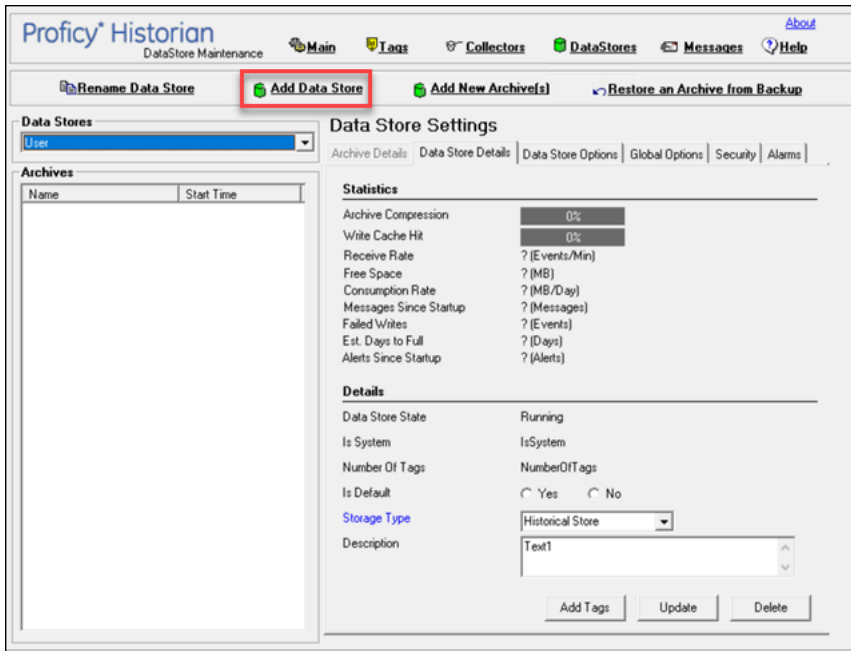 Proficy* Historian
DataStore Maintenance
About
Main
Tags
Collectors
DataStores
Messages
Help
Rename Data Store
Add Data Store
Add New Archive(s)
Restore an Archive from Backup
Data Stores
User
Archives
Name
Start Time
Data Store Settings
Archive Details
Data Store Details
Data Store Options
Global Options
Security
Alarms
Statistics
Archive Compression 0%
Write Cache Hit 0%
Receive Rate ? (Events/Min)
Free Space ? (MB)
Consumption Rate ? (MB/Day)
Messages Since Startup ? (Messages)
Failed Writes ? (Events)
Est. Days to Full ? (Days)
Alerts Since Startup ? (Alerts)
Details
Data Store State Running
Is System IsSystem
Number Of Tags NumberOfTags
Is Default Yes No
Storage Type Historical Store
Description Text1
Add Tags
Update
Delete